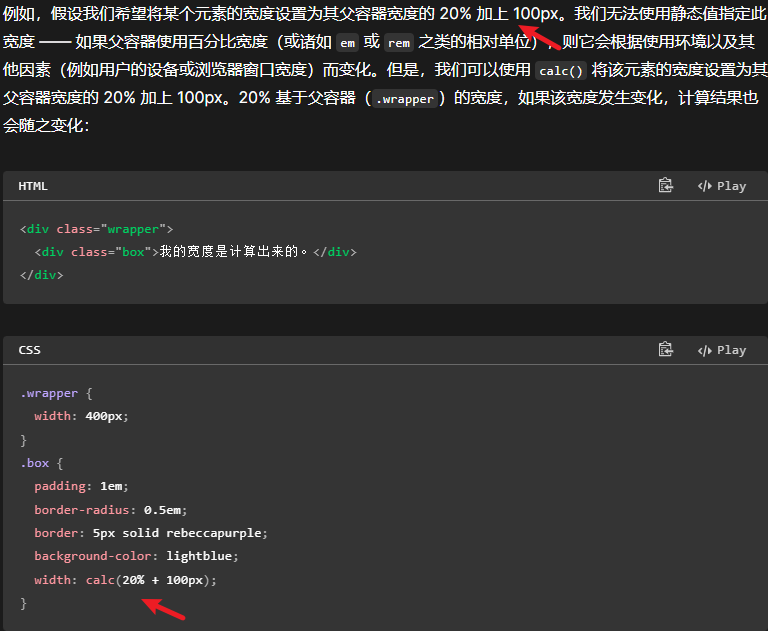 例如，假设我们希望将某个元素的宽度设置为其父容器宽度的 20% 加上 100px。我们无法使用静态值指定此
宽度 —— 如果父容器使用百分比宽度（或诸如 em 或 rem 之类的相对单位），则它会根据使用环境以及其
他因素（例如用户的设备或浏览器窗口宽度）而变化。但是，我们可以使用 calc() 将该元素的宽度设置为其
父容器宽度的 20% 加上 100px。20% 基于父容器（.wrapper）的宽度，如果该宽度发生变化，计算结果也
会随之变化：
HTML
Play
<div class="wrapper">
  <div class="box">我的宽度是计算出来的。</div>
</div>
CSS
Play
.wrapper {
  width: 400px;
}
.box {
  padding: 1em;
  border-radius: 0.5em;
  border: 5px solid rebeccapurple;
  background-color: lightblue;
  width: calc(20% + 100px);
}